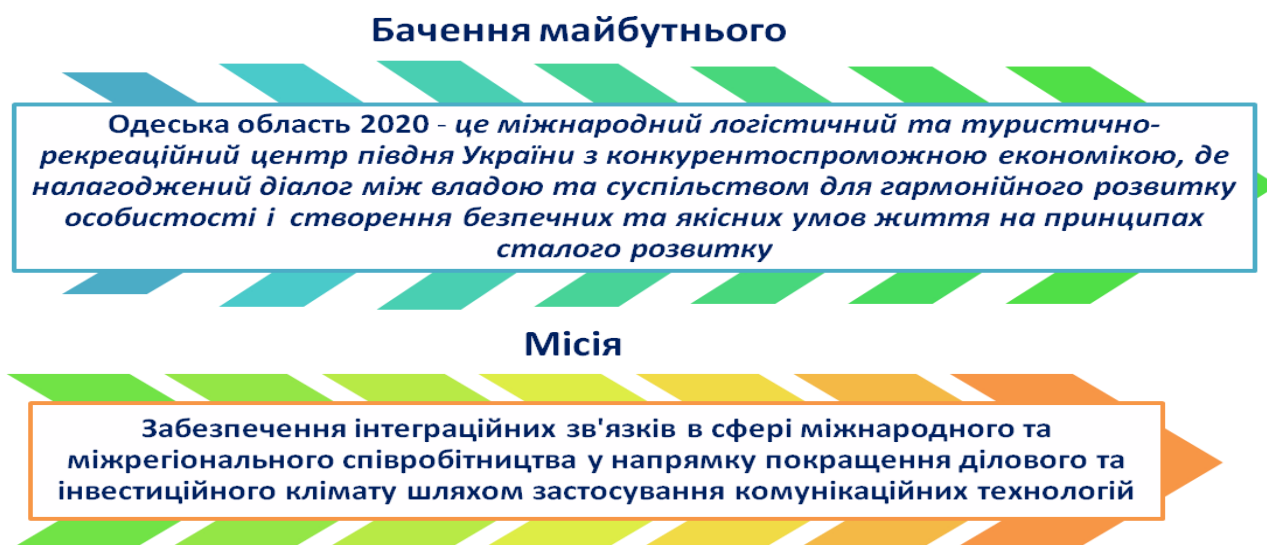 Бачення майбутнього
Одеська область 2020 - це міжнародний логістичний та туристично-
рекреаційний центр півдня України з конкурентоспроможною економікою, де
налагоджений діалог між владою та суспільством для гармонійного розвитку
особистості і створення безпечних та якісних умов життя на принципах
сталого розвитку
Місія
Забезпечення інтеграційних зв'язків в сфері міжнародного та
міжрегіонального співробітництва у напрямку покращення ділового та
інвестиційного клімату шляхом застосування комунікаційних технологій